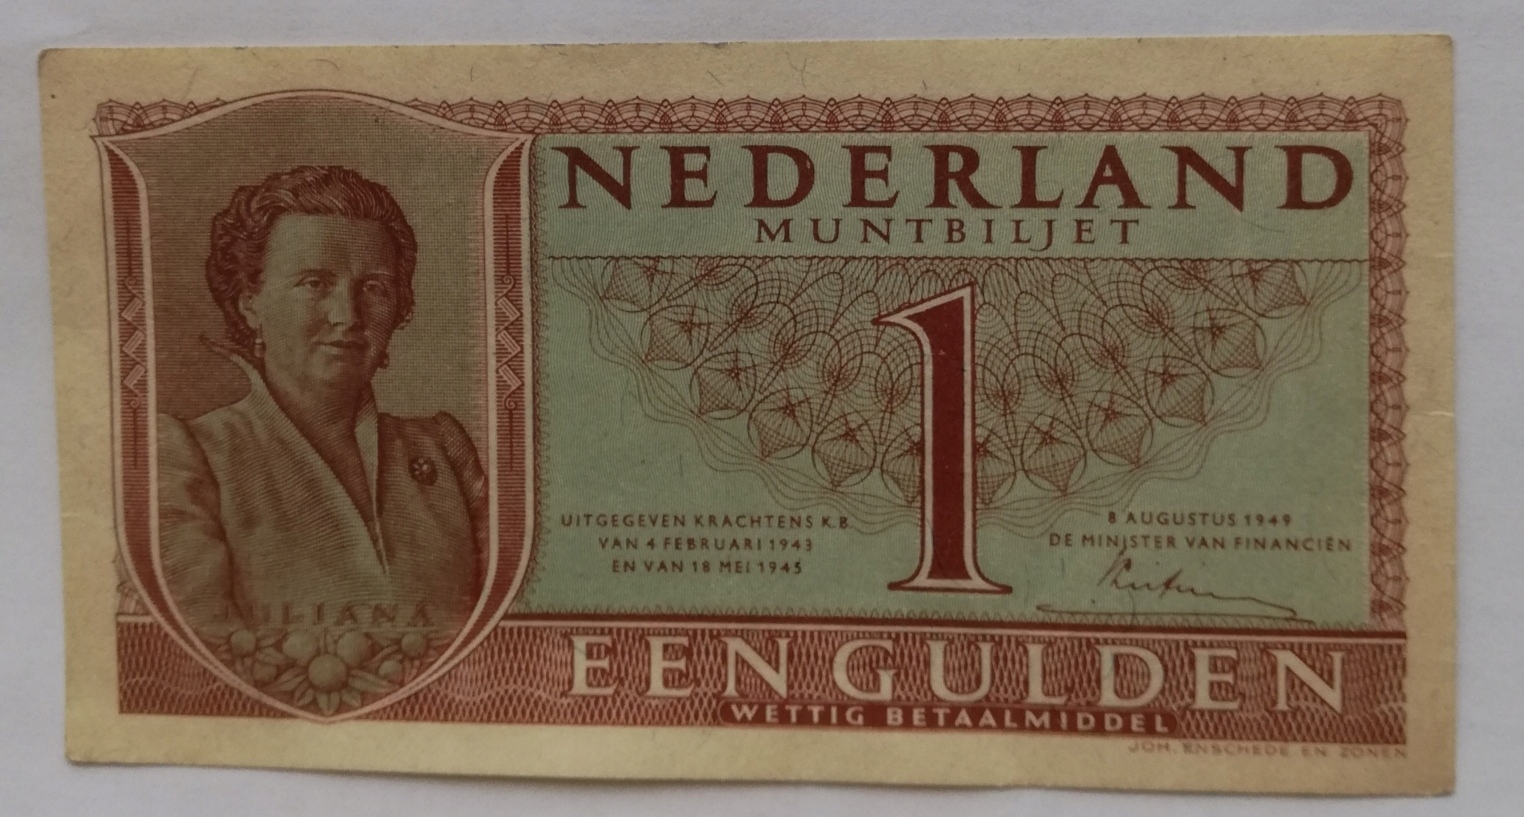 NEDERLAND
MUNTBILJET
1
UITGEGEVEN KRACHTENS K.B.
VAN 4 FEBRUARI 1943
EN VAN 18 MEI 1945
8 AUGUSTUS 1949
DE MINISTER VAN FINANCIËN
JULIANA
EEN GULDEN
WETTIG BETAALMIDDEL
JOH. ENSCHEDE EN ZONEN